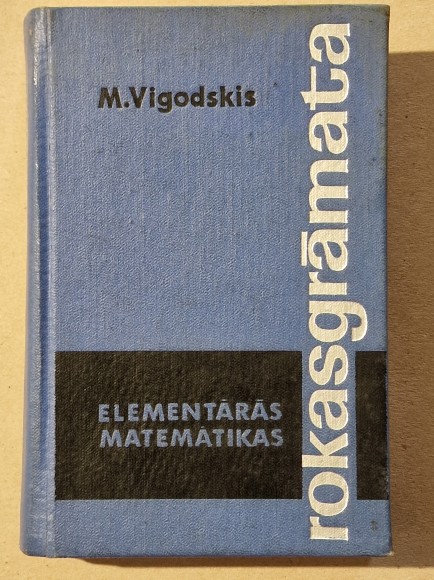 M.Vigodskis
ELEMENTĀRĀS
MATEMĀTIKAS
rokasgrāmata